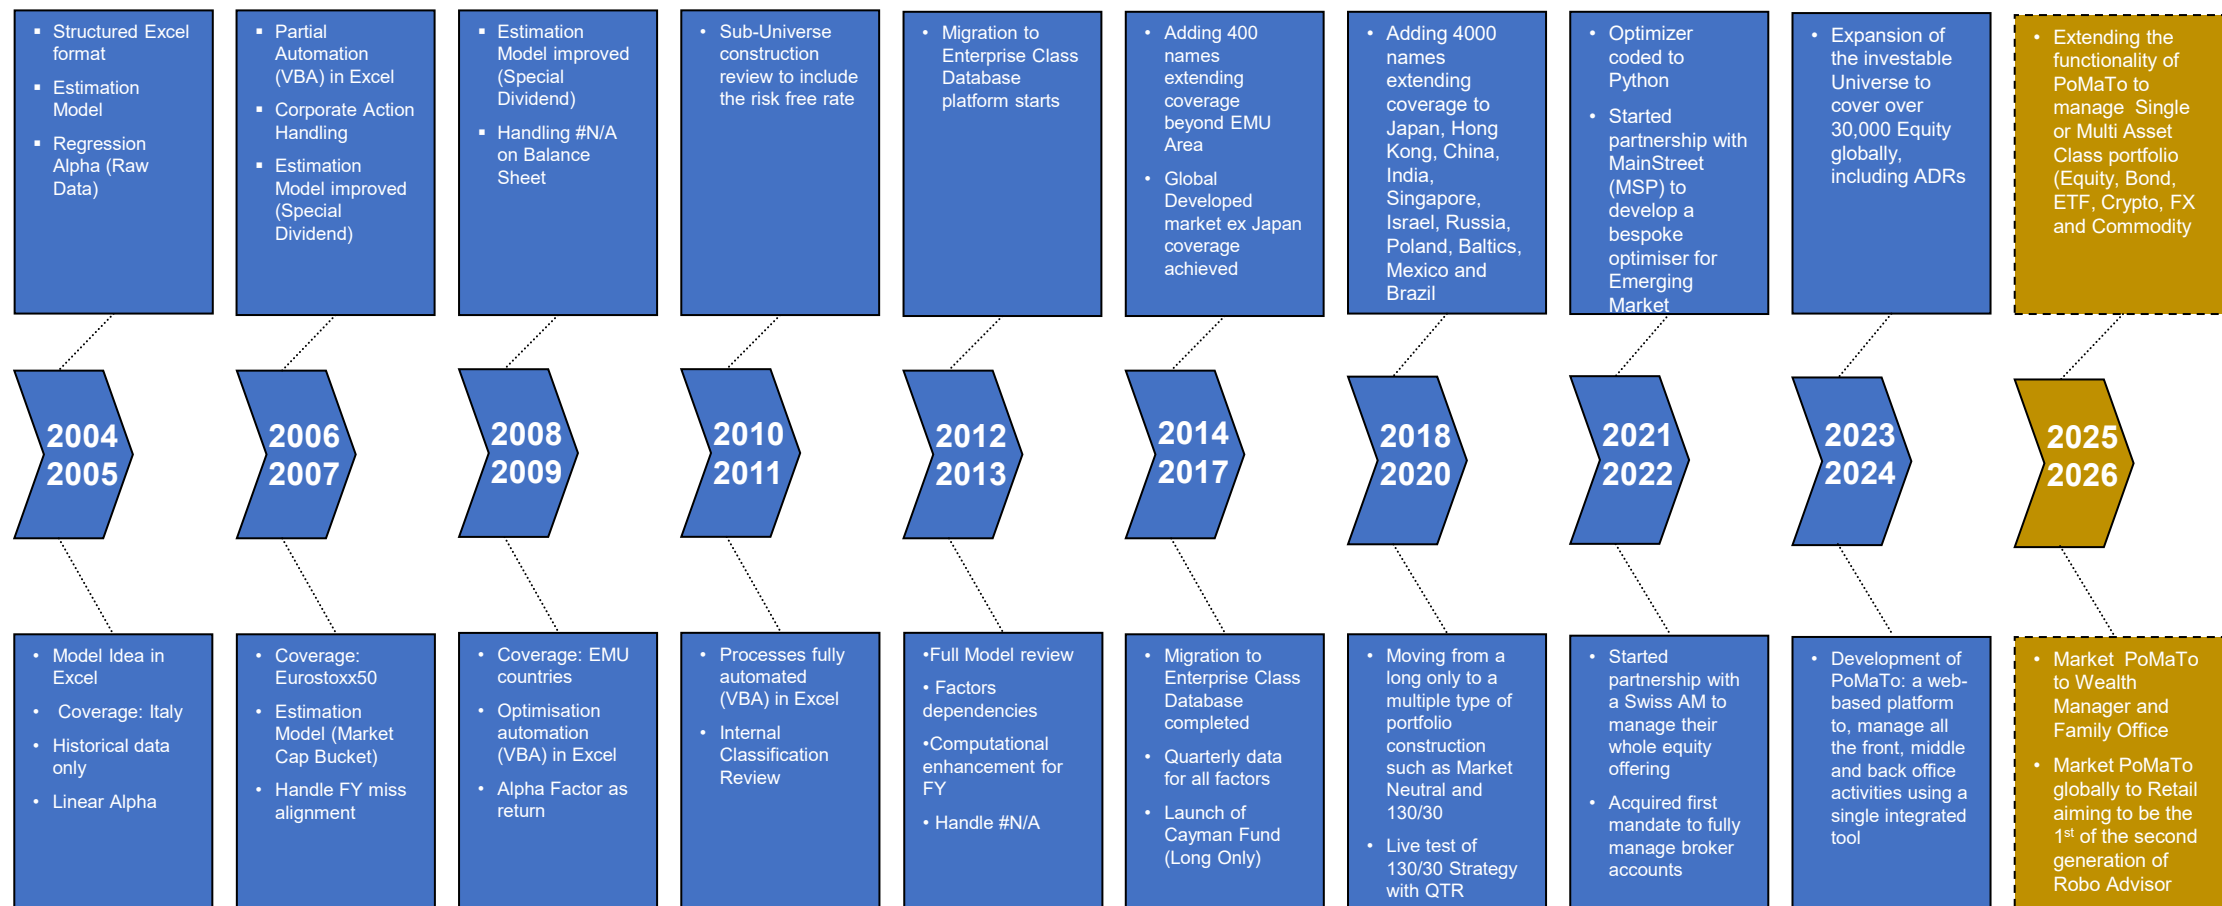 Structured Excel
format
Estimation
Model
Regression
Alpha (Raw
Data)
Partial
Automation
(VBA) in Excel
Corporate Action
Handling
Estimation
Model improved
(Special
Dividend)
Estimation
Model improved
(Special
Dividend)
Handling #N/A
on Balance
Sheet
Sub-Universe
construction
review to include
the risk free rate
Migration to
Enterprise Class
Database
platform starts
Adding 400
names
extending
coverage
beyond EMU
Area
Global
Developed
market ex Japan
coverage
achieved
Adding 4000
names
extending
coverage to
Japan, Hong
Kong, China,
India,
Singapore,
Israel, Russia,
Poland, Baltics,
Mexico and
Brazil
Optimizer
coded to
Python
Started
partnership with
MainStreet
(MSP) to
develop a
bespoke
optimiser for
Emerging
Market
Expansion of
the investable
Universe to
cover over
30,000 Equity
globally,
including ADRs
Extending the
functionality of
PoMaTo to
manage Single
or Multi Asset
Class portfolio
(Equity, Bond,
ETF, Crypto, FX
and Commodity
2004
2005
2006
2007
2008
2009
2010
2011
2012
2013
2014
2017
2018
2020
2021
2022
2023
2024
2025
2026
Model Idea in
Excel
Coverage: Italy
Historical data
only
Linear Alpha
Coverage:
Eurostoxx50
Estimation
Model (Market
Cap Bucket)
Handle FY miss
alignment
Coverage: EMU
countries
Optimisation
automation
(VBA) in Excel
Alpha Factor as
return
Processes fully
automated
(VBA) in Excel
Internal
Classification
Review
•Full Model review
• Factors
dependencies
•Computational
enhancement for
FY
• Handle #N/A
Migration to
Enterprise Class
Database
completed
Quarterly data
for all factors
Launch of
Cayman Fund
(Long Only)
Moving from a
long only to a
multiple type of
portfolio
construction
such as Market
Neutral and
130/30
Live test of
130/30 Strategy
with QTR
Started
partnership with
a Swiss AM to
manage their
whole equity
offering
Acquired first
mandate to fully
manage broker
accounts
Development of
PoMaTo: a web-
based platform
to, manage all
the front, middle
and back office
activities using a
single integrated
tool
Market PoMaTo
to Wealth
Manager and
Family Office
Market PoMaTo
globally to Retail
aiming to be the
1st of the second
generation of
Robo Advisor